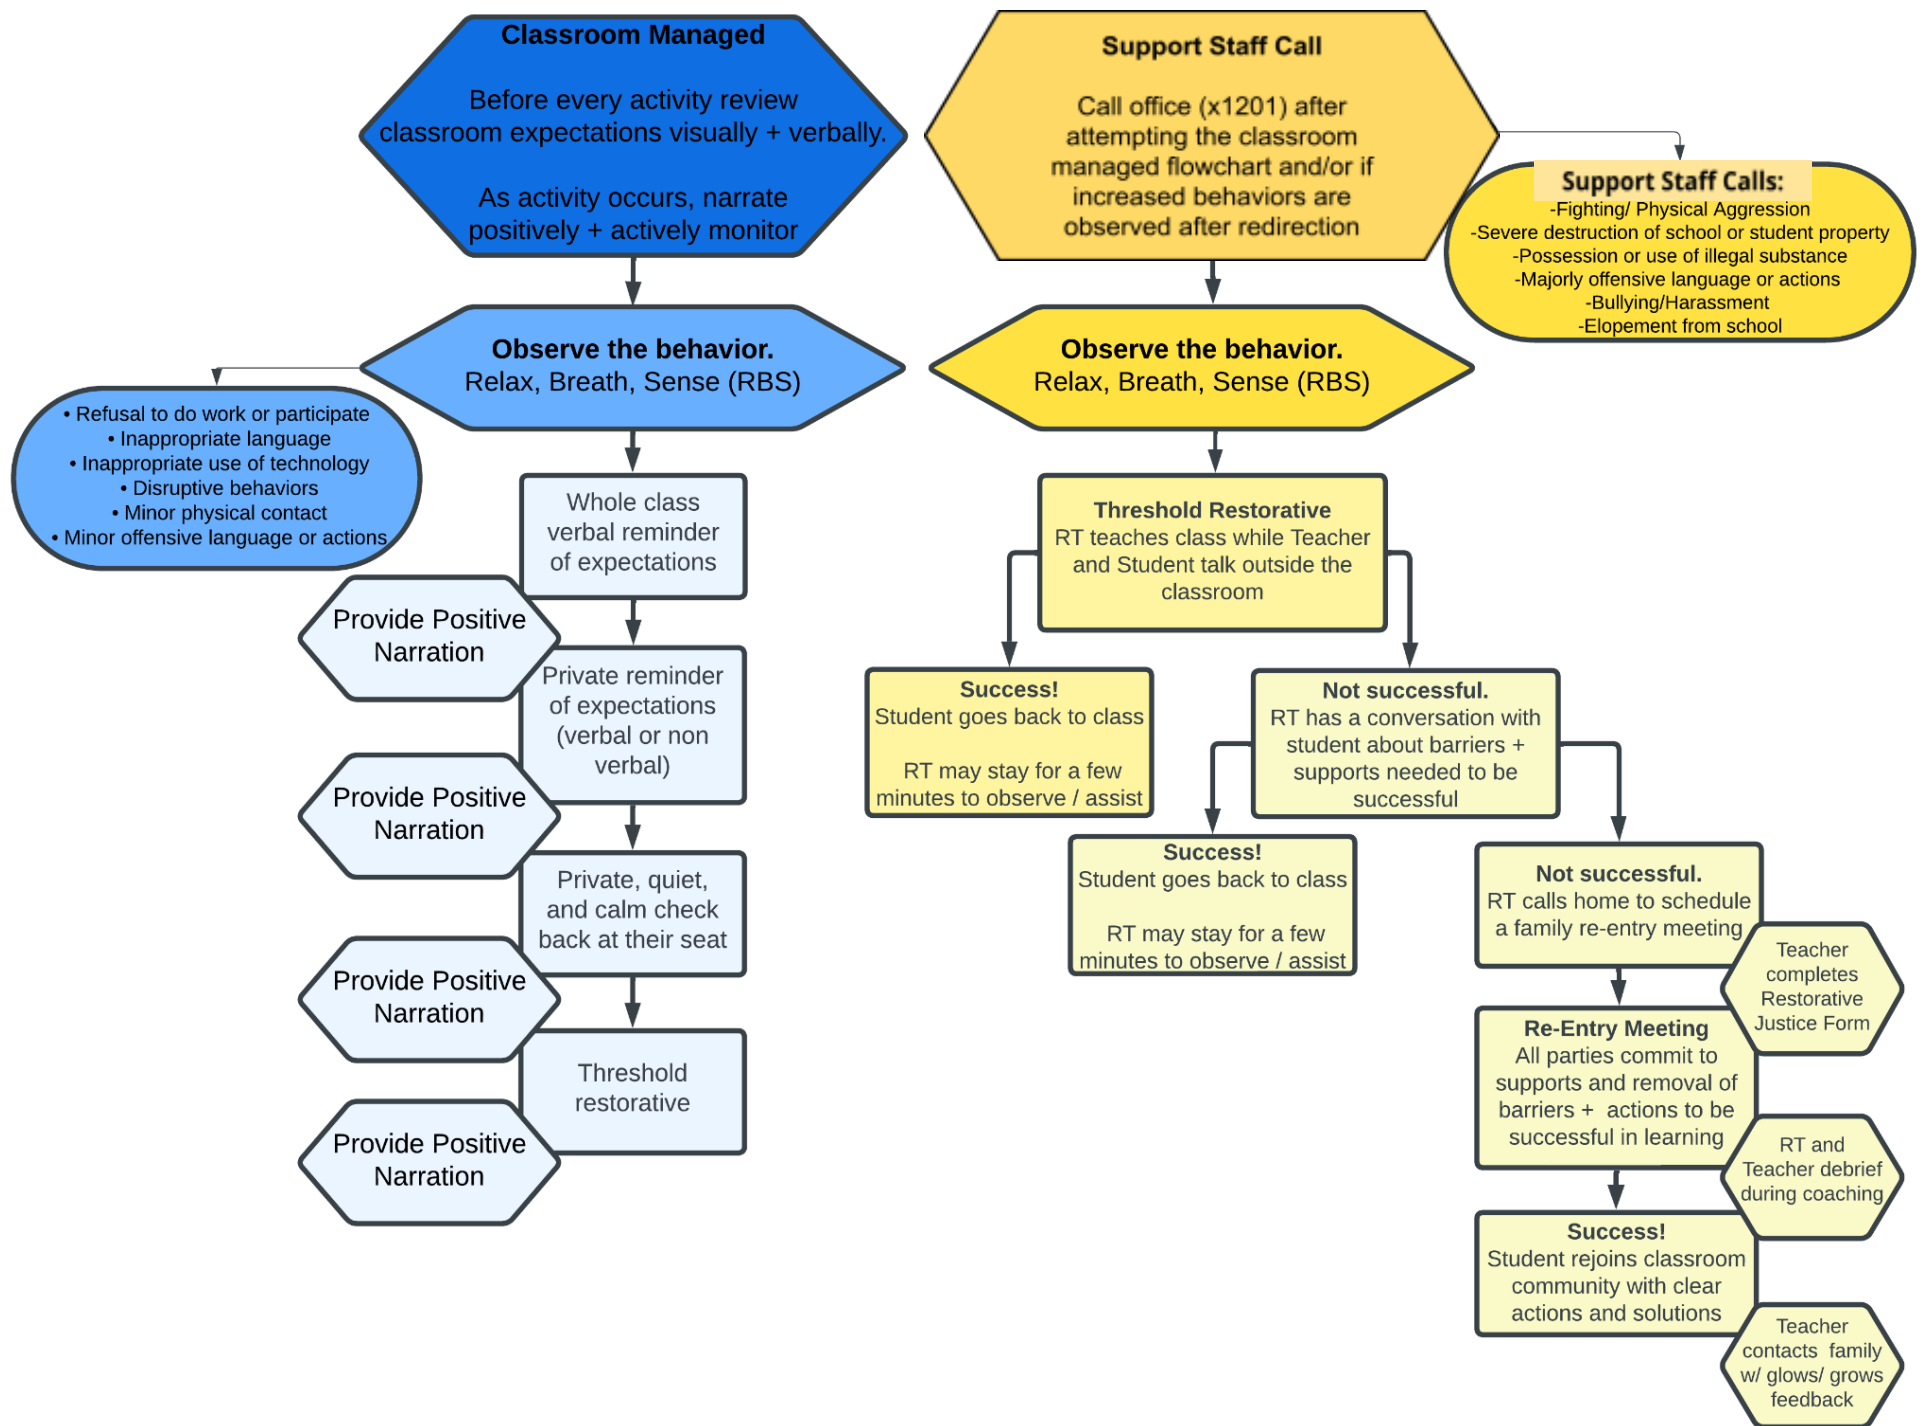 Classroom Managed
Before every activity review
classroom expectations visually + verbally.
As activity occurs, narrate
positively + actively monitor
Observe the behavior.
Relax, Breath, Sense (RBS)
• Refusal to do work or participate
• Inappropriate language
• Inappropriate use of technology
• Disruptive behaviors
• Minor physical contact
• Minor offensive language or actions
Whole class
verbal reminder
of expectations
Provide Positive
Narration
Private reminder
of expectations
(verbal or non
verbal)
Provide Positive
Narration
Private, quiet,
and calm check
back at their seat
Provide Positive
Narration
Threshold
restorative
Provide Positive
Narration
Support Staff Call
Call office (x1201) after
attempting the classroom
managed flowchart and/or if
increased behaviors are
observed after redirection
Support Staff Calls:
-Fighting/ Physical Aggression
-Severe destruction of school or student property
-Possession or use of illegal substance
-Majorly offensive language or actions
-Bullying/Harassment
-Elopement from school
Observe the behavior.
Relax, Breath, Sense (RBS)
Threshold Restorative
RT teaches class while Teacher
and Student talk outside the
classroom
Success!
Student goes back to class
RT may stay for a few
minutes to observe / assist
Not successful.
RT has a conversation with
student about barriers +
supports needed to be
successful
Success!
Student goes back to class
RT may stay for a few
minutes to observe / assist
Not successful.
RT calls home to schedule
a family re-entry meeting
Teacher
completes
Restorative
Justice Form
Re-Entry Meeting
All parties commit to
supports and removal of
barriers +  actions to be
successful in learning
RT and
Teacher debrief
during coaching
Success!
Student rejoins classroom
community with clear
actions and solutions
Teacher
contacts  family
w/ glows/ grows
feedback